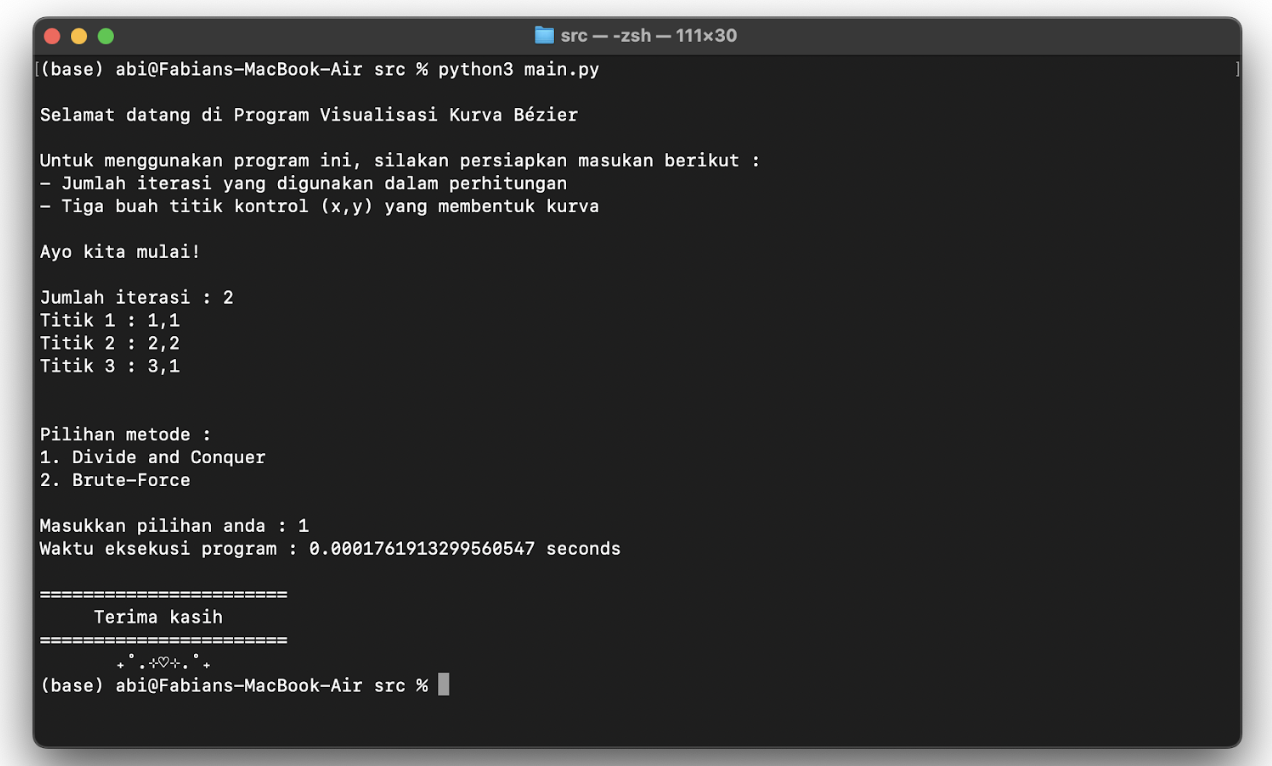 src — -zsh — 111×30
(base) abi@Fabians-MacBook-Air src % python3 main.py
Selamat datang di Program Visualisasi Kurva Bézier
Untuk menggunakan program ini, silakan persiapkan masukan berikut :
- Jumlah iterasi yang digunakan dalam perhitungan
- Tiga buah titik kontrol (x,y) yang membentuk kurva
Ayo kita mulai!
Jumlah iterasi : 2
Titik 1 : 1,1
Titik 2 : 2,2
Titik 3 : 3,1
Pilihan metode :
1. Divide and Conquer
2. Brute-Force
Masukkan pilihan anda : 1
Waktu eksekusi program : 0.0001761913299560547 seconds
=======================
Terima kasih
=======================
₊˚.⊹♡⊹.˚₊
(base) abi@Fabians-MacBook-Air src %